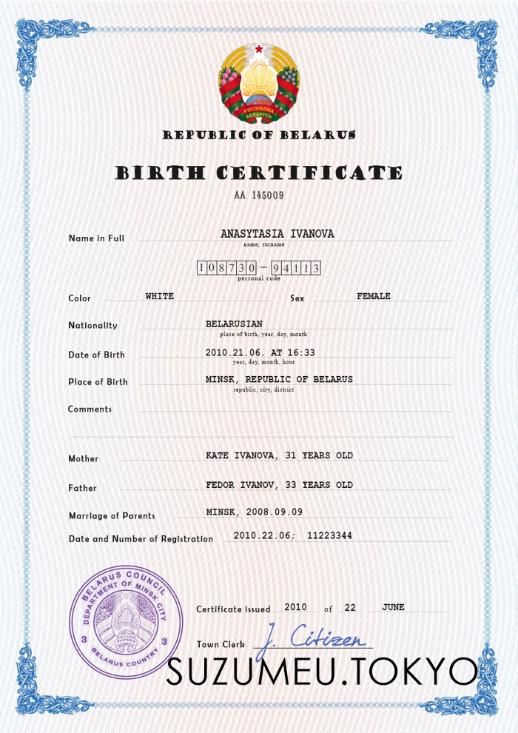 РЭСПУБЛІКА
БЕЛАРУСЬ
REPUBLIC OF BELARUS
BIRTH CERTIFICATE
AA 145009
Name in Full ANASYTASIA IVANOVA
name, surname
108730-94113
personal code
Color WHITE Sex FEMALE
Nationality BELARUSIAN
place of birth, year, day, month
Date of Birth 2010.21.06. AT 16:33
year, day, month, hour
Place of Birth MINSK, REPUBLIC OF BELARUS
republic, city, district
Comments
Mother KATE IVANOVA, 31 YEARS OLD
Father FEDOR IVANOV, 33 YEARS OLD
Marriage of Parents MINSK, 2008.09.09
Date and Number of Registration 2010.22.06; 11223344
BELARUS COUNCIL
DEPARTMENT OF MINSK CITY
3 3
BELARUS COUNTRY
Certificate issued 2010 of 22 JUNE
Town Clerk J. Citizen
SUZUMEU.TOKYO